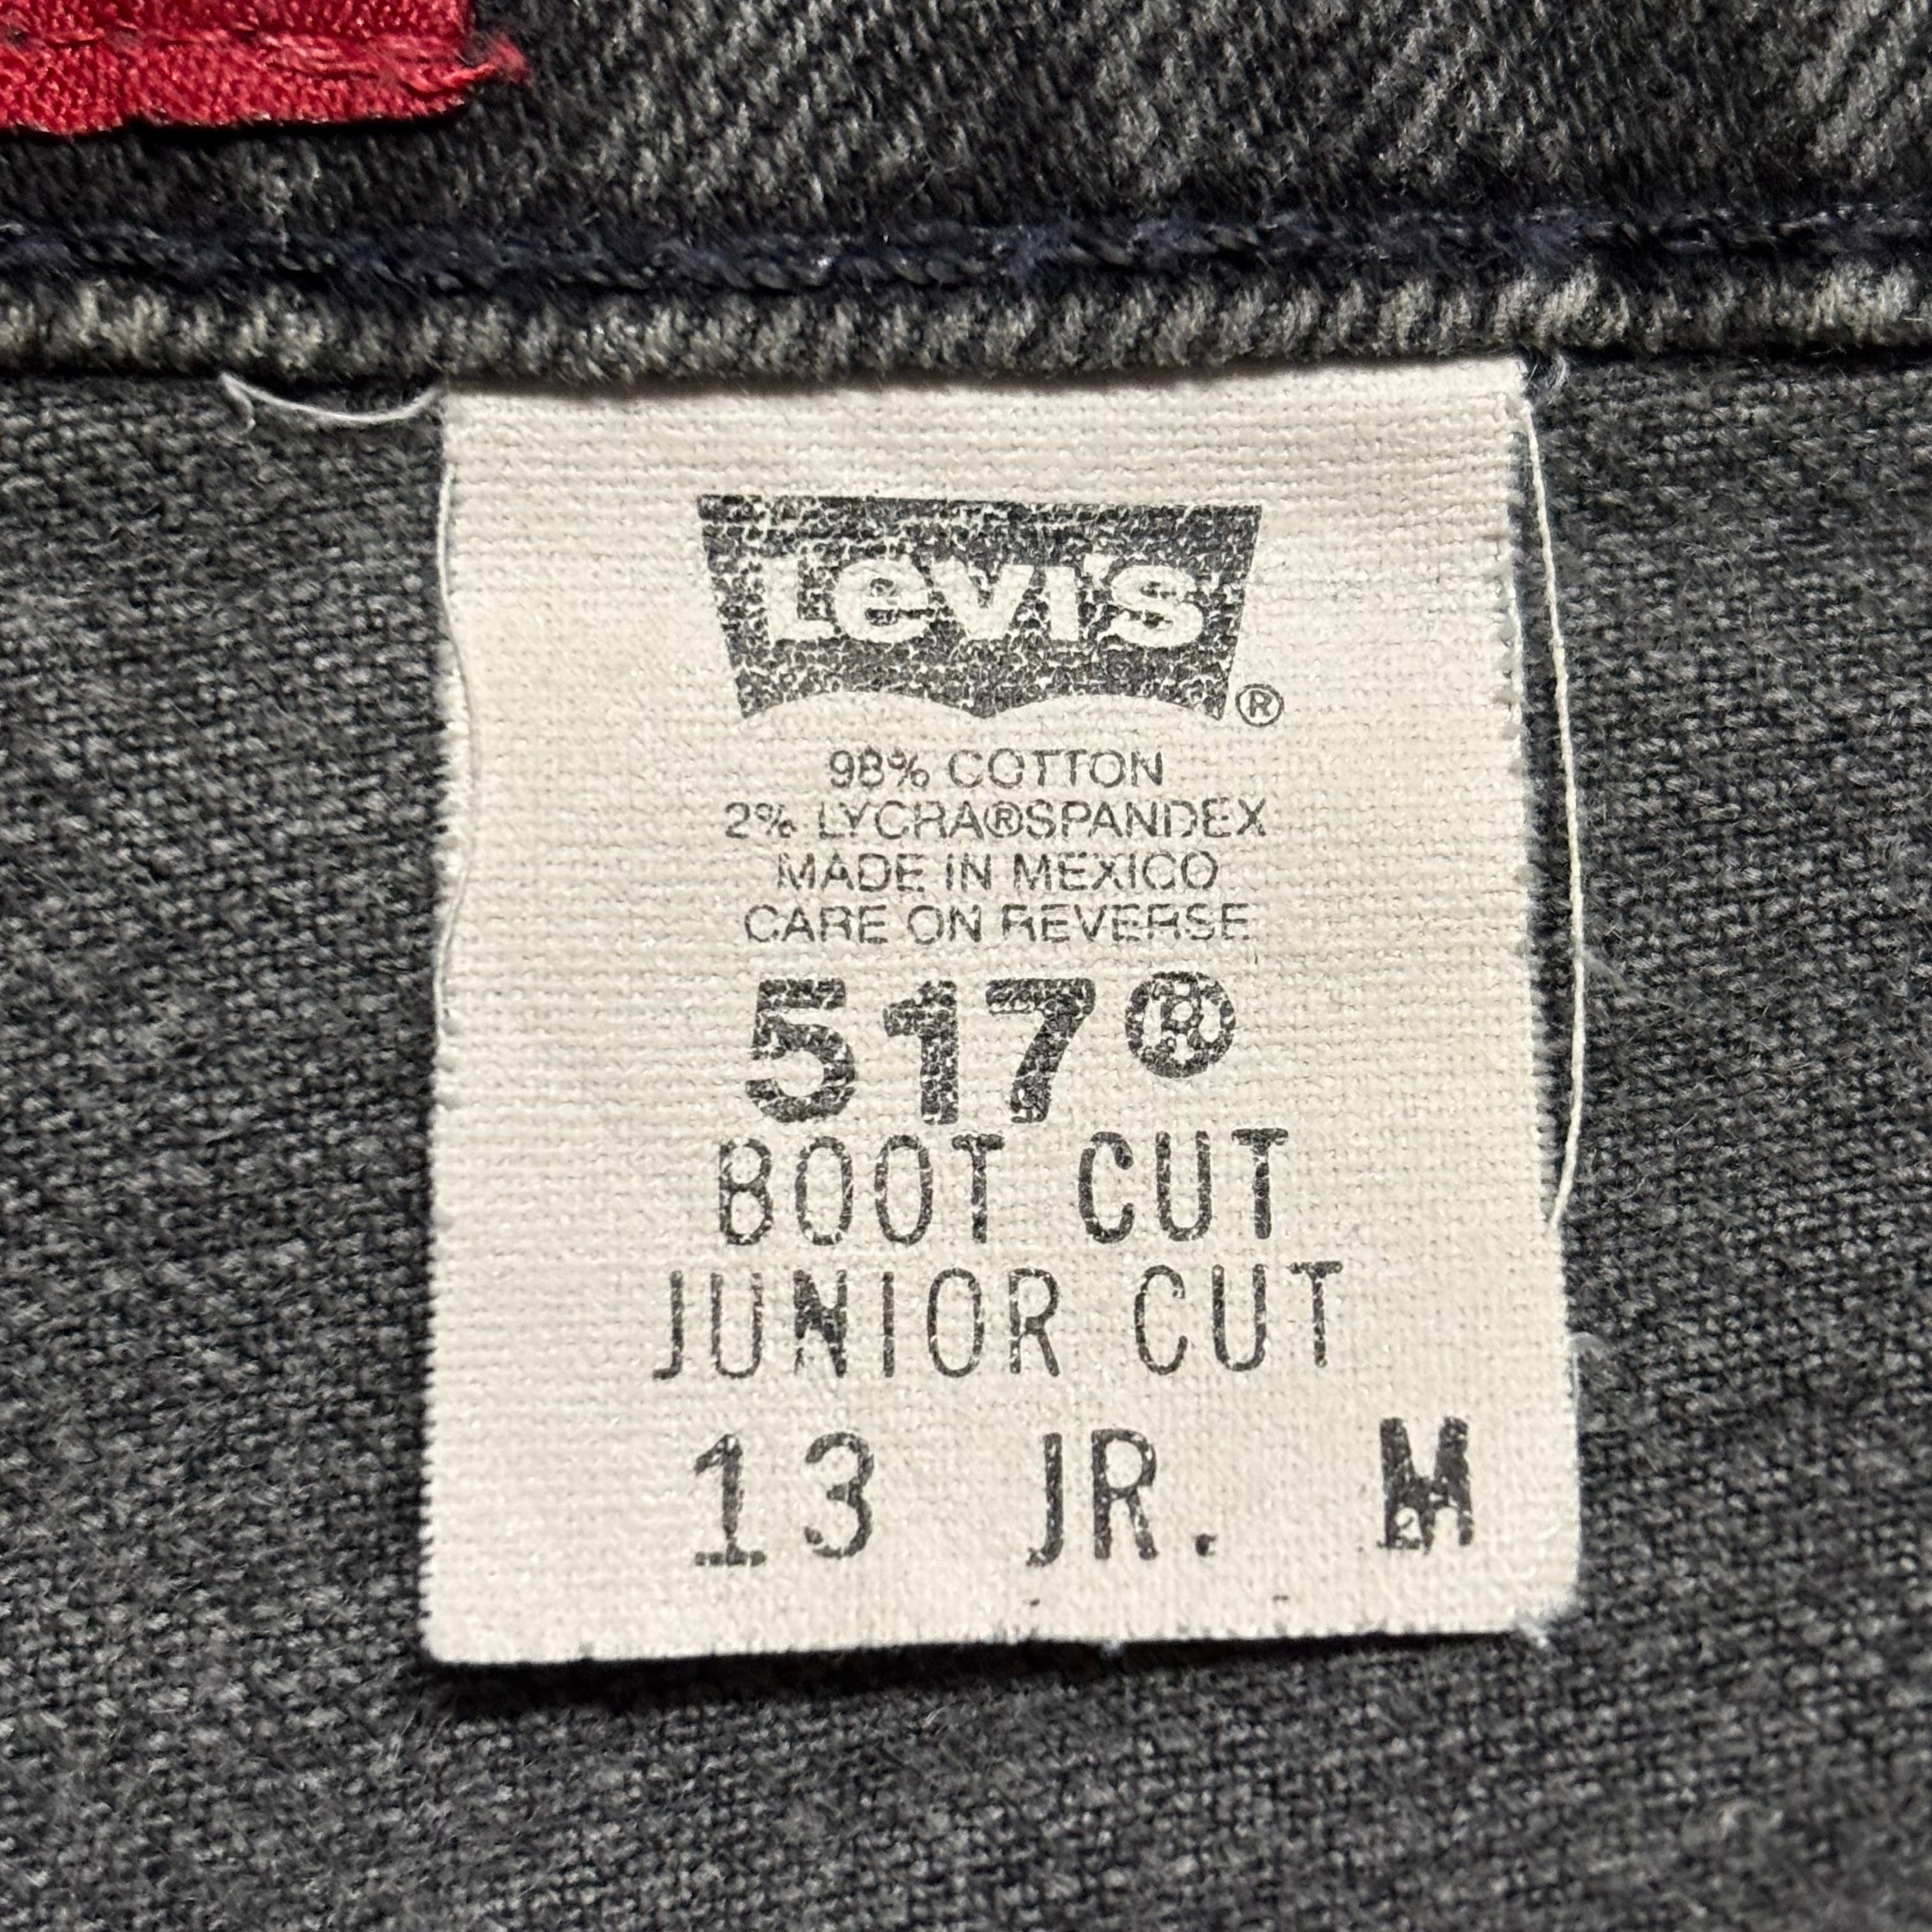 Levi's ®
98% COTTON
2% LYCRA®SPANDEX
MADE IN MEXICO
CARE ON REVERSE
517®
BOOT CUT
JUNIOR CUT
13 JR. M